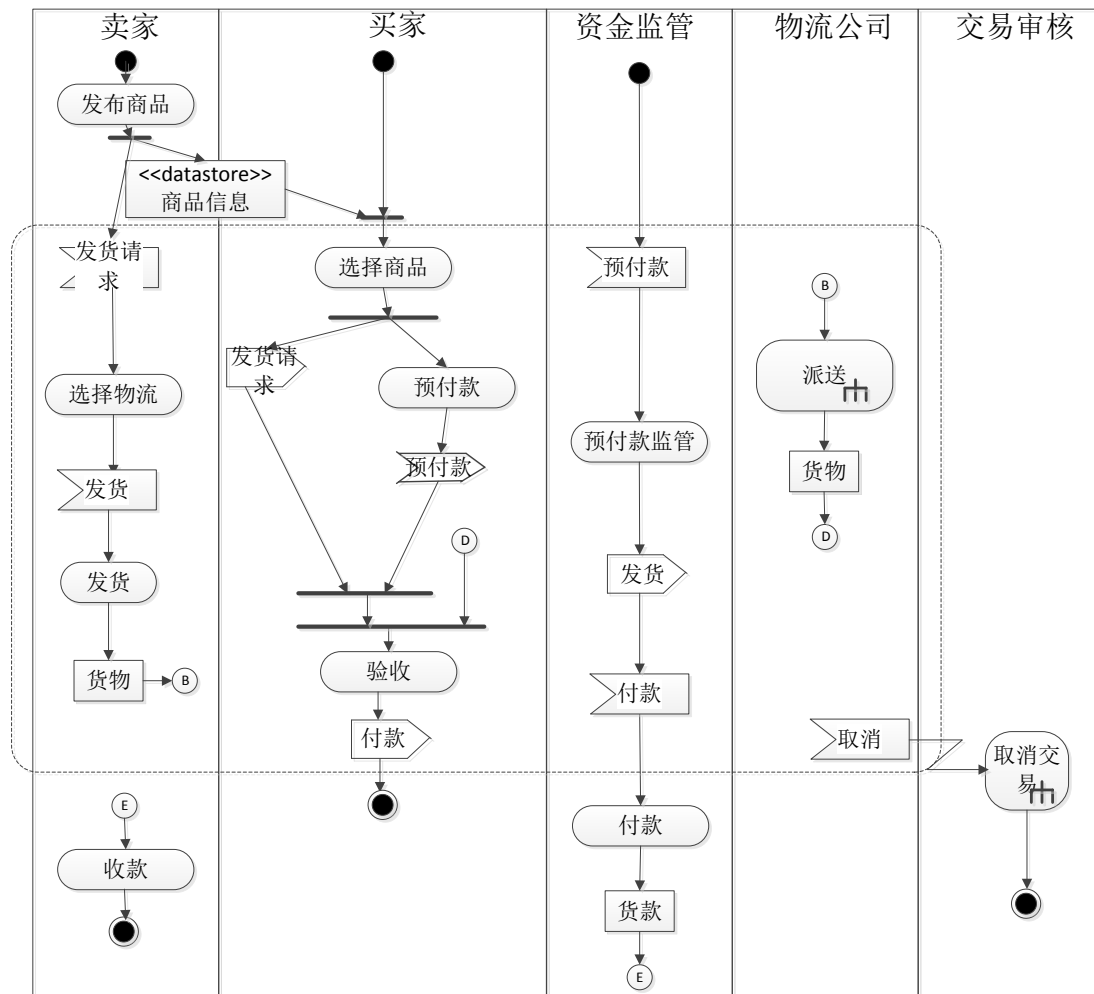 卖家
买家
资金监管
物流公司
交易审核
发布商品
<<datastore>>
商品信息
发货请
求
选择商品
预付款
B
发货请
求
预付款
派送
选择物流
预付款监管
预付款
货物
发货
D
D
发货
发货
验收
货物
B
付款
付款
取消
取消交
易
E
付款
收款
货款
E